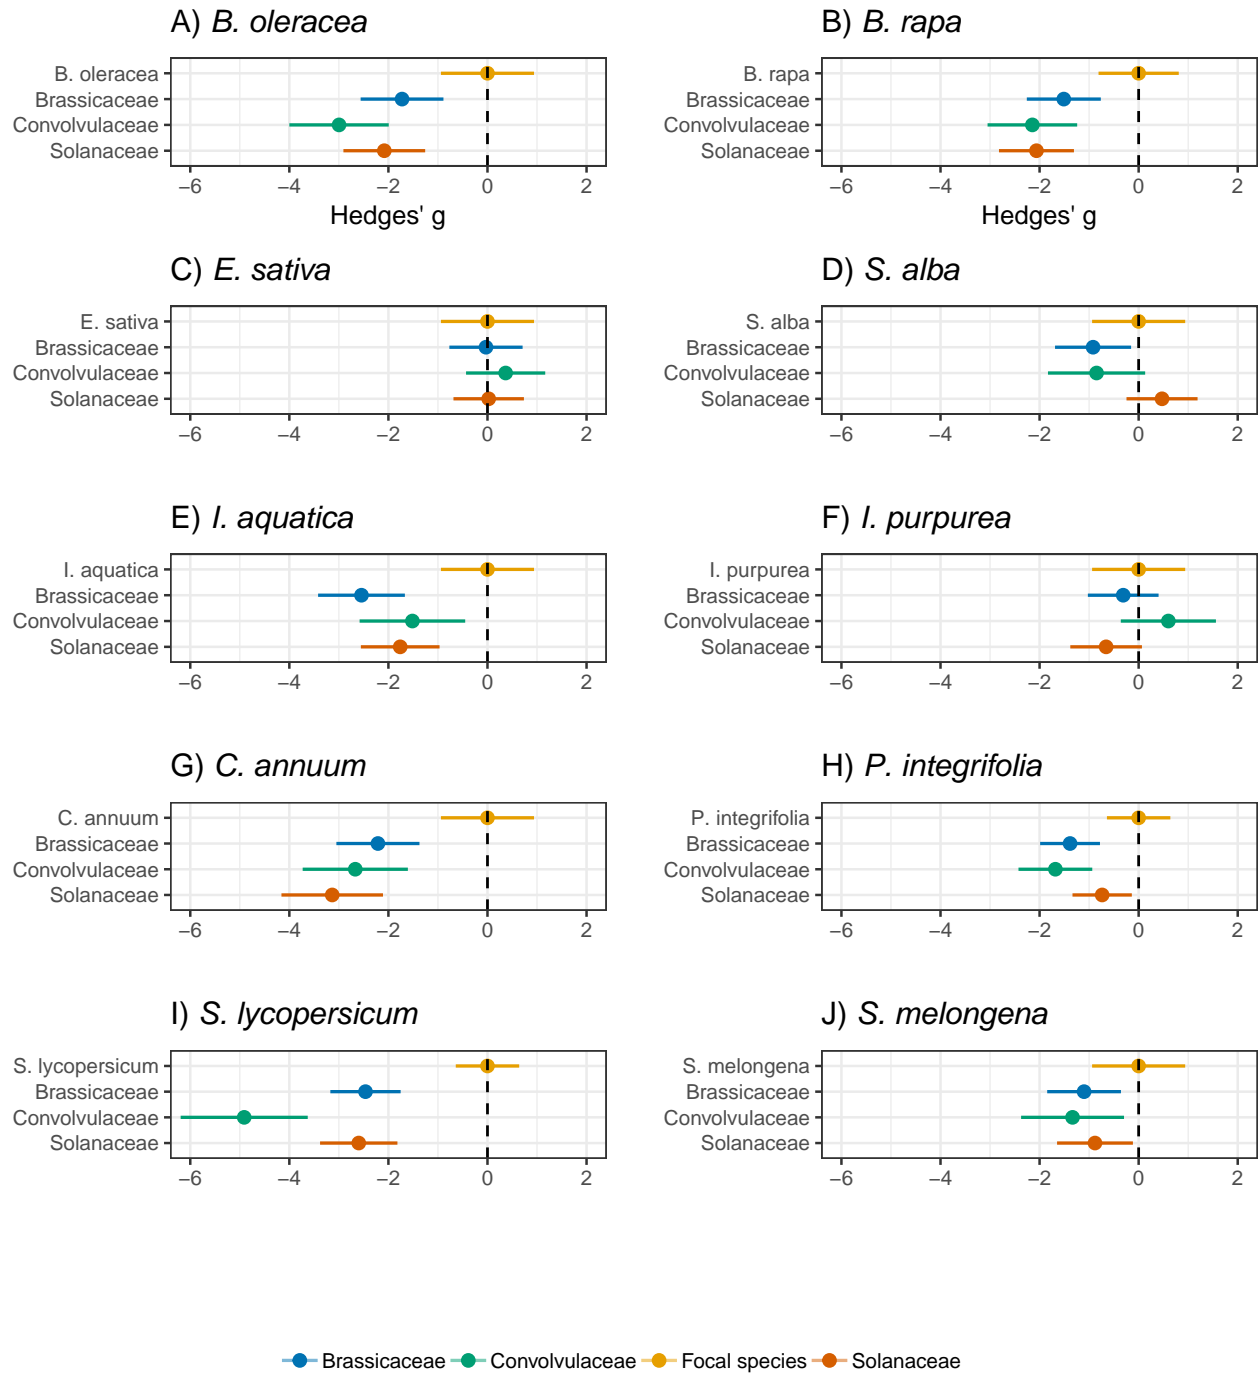 A) B. oleracea
B. oleracea
Brassicaceae
Convolvulaceae
Solanaceae
−6 −4 −2 0 2
Hedges' g
B) B. rapa
B. rapa
Brassicaceae
Convolvulaceae
Solanaceae
−6 −4 −2 0 2
Hedges' g
C) E. sativa
E. sativa
Brassicaceae
Convolvulaceae
Solanaceae
−6 −4 −2 0 2
D) S. alba
S. alba
Brassicaceae
Convolvulaceae
Solanaceae
−6 −4 −2 0 2
E) I. aquatica
I. aquatica
Brassicaceae
Convolvulaceae
Solanaceae
−6 −4 −2 0 2
F) I. purpurea
I. purpurea
Brassicaceae
Convolvulaceae
Solanaceae
−6 −4 −2 0 2
G) C. annuum
C. annuum
Brassicaceae
Convolvulaceae
Solanaceae
−6 −4 −2 0 2
H) P. integrifolia
P. integrifolia
Brassicaceae
Convolvulaceae
Solanaceae
−6 −4 −2 0 2
I) S. lycopersicum
S. lycopersicum
Brassicaceae
Convolvulaceae
Solanaceae
−6 −4 −2 0 2
J) S. melongena
S. melongena
Brassicaceae
Convolvulaceae
Solanaceae
−6 −4 −2 0 2
Brassicaceae Convolvulaceae Focal species Solanaceae